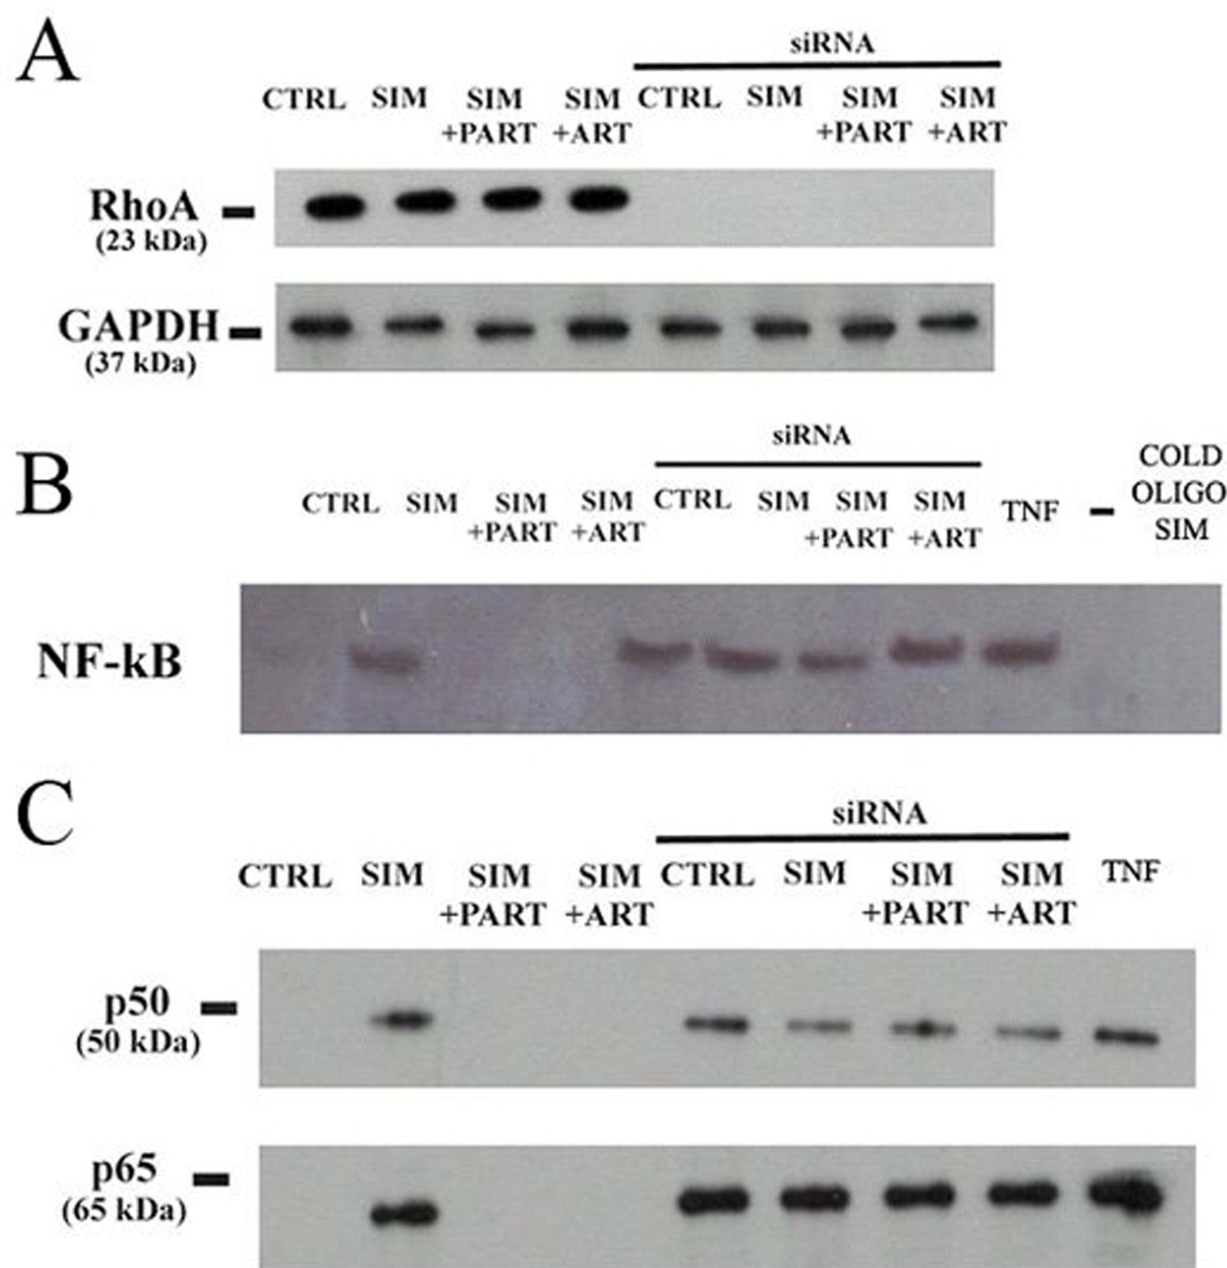 A
siRNA
CTRL SIM SIM SIM CTRL SIM SIM SIM
+PART +ART +PART +ART
RhoA
(23 kDa)
GAPDH
(37 kDa)
B
siRNA
COLD
OLIGO
SIM
CTRL SIM SIM SIM CTRL SIM SIM SIM TNF -
+PART +ART +PART +ART
NF-kB
C
siRNA
CTRL SIM SIM SIM CTRL SIM SIM SIM TNF
+PART +ART +PART +ART
p50
(50 kDa)
p65
(65 kDa)